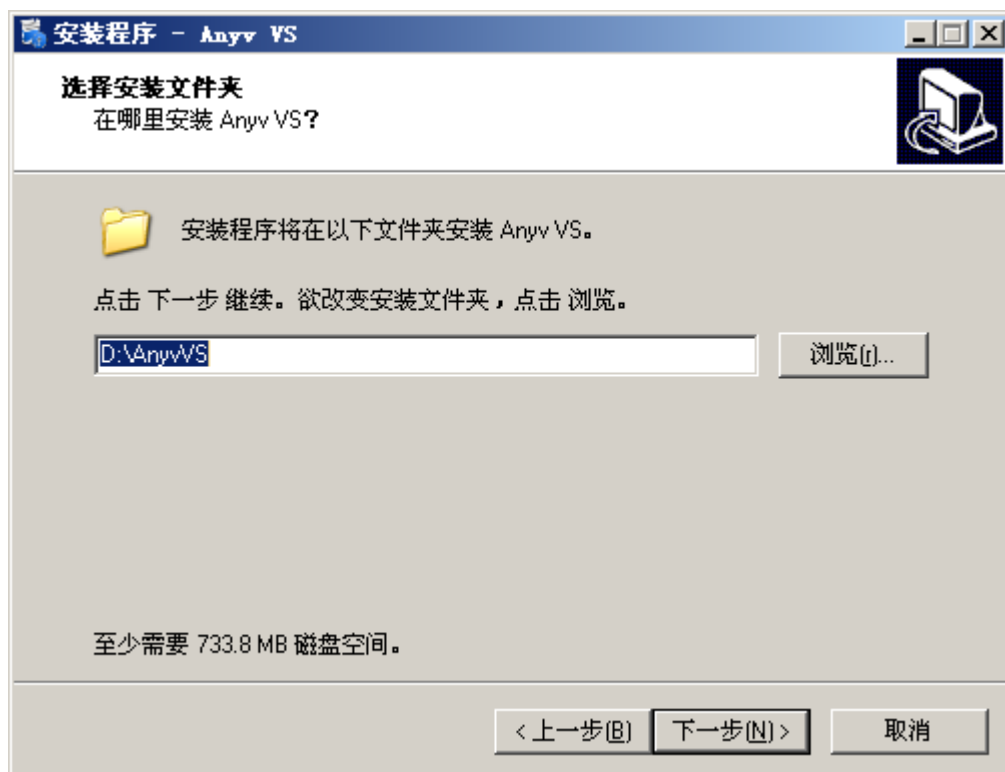 安装程序 - Anyv VS
选择安装文件夹
在哪里安装 Anyv VS?
安装程序将在以下文件夹安装 Anyv VS。
点击 下一步 继续。欲改变安装文件夹，点击 浏览。
D:\AnyvVS
浏览(r)...
至少需要 733.8 MB 磁盘空间。
< 上一步(B)
下一步(N) >
取消